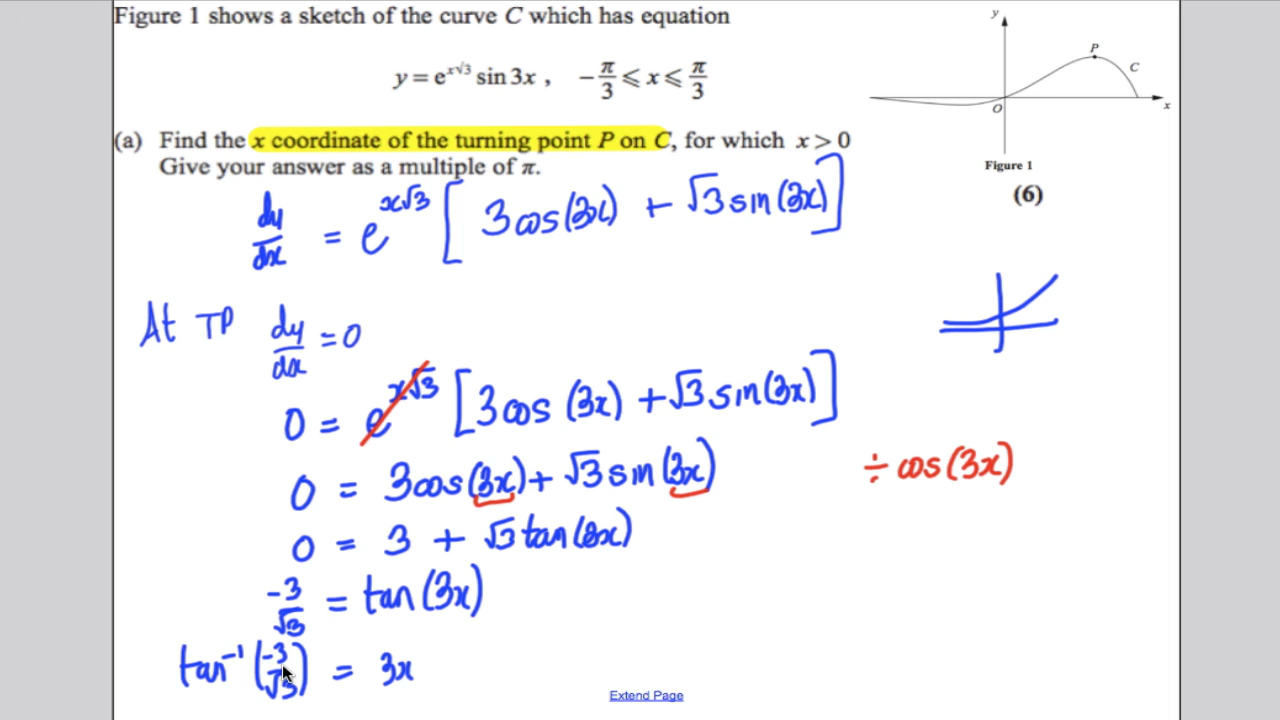 Figure 1 shows a sketch of the curve C which has equation
y = e^{x√3} sin 3x , −π/3 ⩽ x ⩽ π/3
(a) Find the x coordinate of the turning point P on C, for which x > 0
Give your answer as a multiple of π.
(6)
y
P
C
O
x
Figure 1
dy/dx = e^{x√3} [ 3cos(3x) + √3 sin(3x) ]
At TP dy/dx = 0
0 = e^{x√3} [ 3cos(3x) + √3 sin(3x) ]
0 = 3cos(3x) + √3 sin(3x)
÷ cos(3x)
0 = 3 + √3 tan(3x)
-3/√3 = tan(3x)
tan⁻¹(-3/√3) = 3x
Extend Page